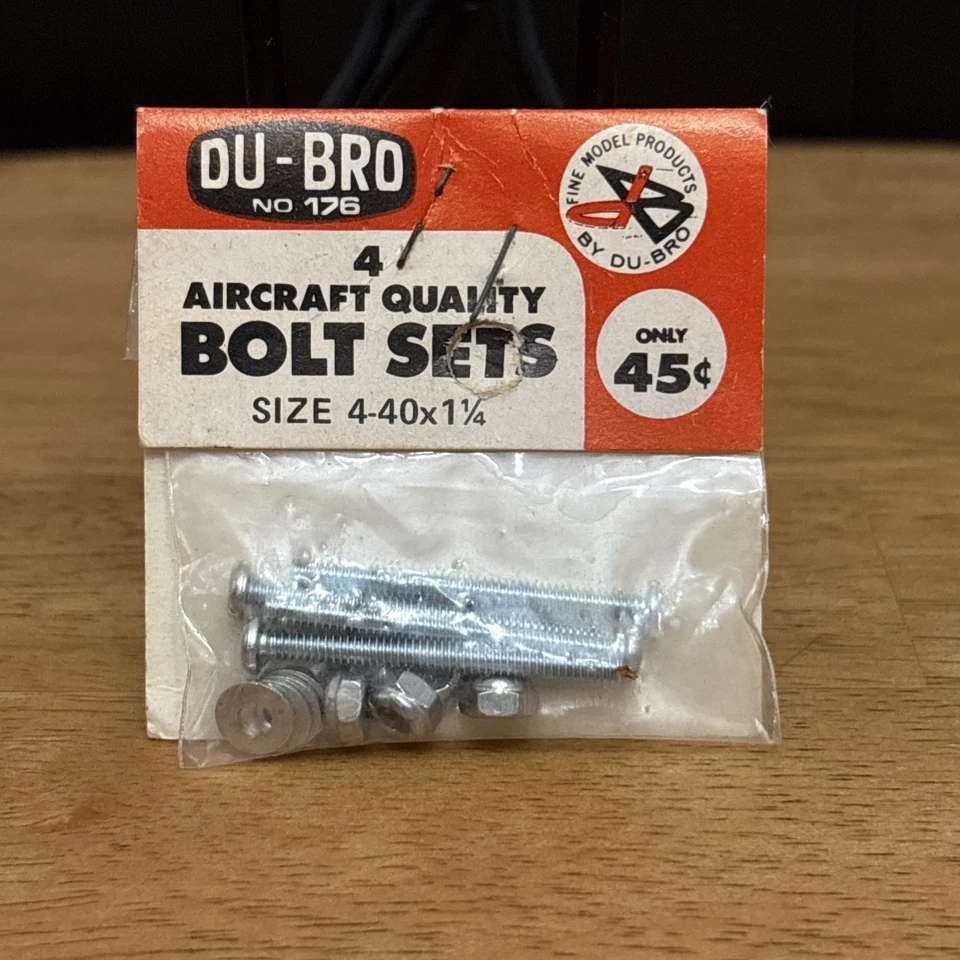 DU-BRO
NO. 176
FINE MODEL PRODUCTS
BY DU-BRO
4
AIRCRAFT QUALITY
BOLT SETS
SIZE 4-40x1¼
ONLY
45¢